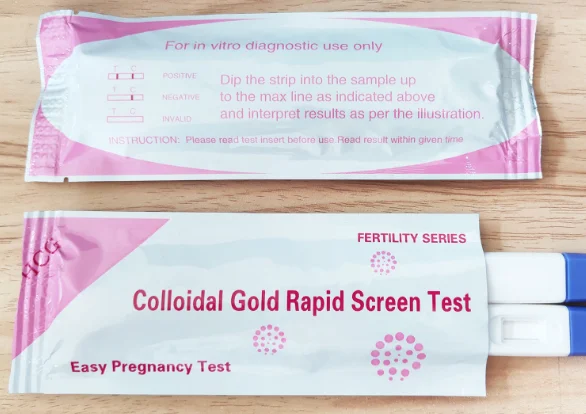 For in vitro diagnostic use only
T C
POSITIVE
T C
NEGATIVE
T C
INVALID
Dip the strip into the sample up
to the max line as indicated above
and interpret results as per the illustration.
INSTRUCTION: Please read test insert before use Read result within given time
HCG
FERTILITY SERIES
Colloidal Gold Rapid Screen Test
Easy Pregnancy Test